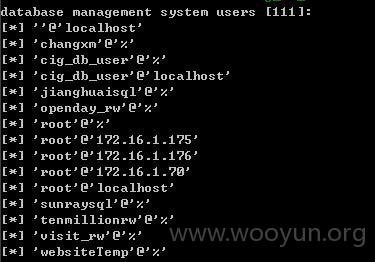 database management system users [111]:
[*] ''@'localhost'
[*] 'changxm'@'%'
[*] 'cig_db_user'@'%'
[*] 'cig_db_user'@'localhost'
[*] 'jianghuaisql'@'%'
[*] 'openday_rw'@'%'
[*] 'root'@'%'
[*] 'root'@'172.16.1.175'
[*] 'root'@'172.16.1.176'
[*] 'root'@'172.16.1.70'
[*] 'root'@'localhost'
[*] 'sunraysql'@'%'
[*] 'tenmillionrw'@'%'
[*] 'visit_rw'@'%'
[*] 'websiteTemp'@'%'
www.wooyun.org